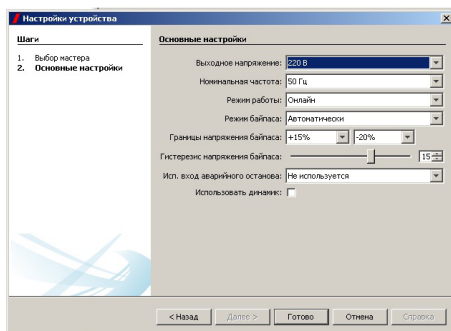 Настройки устройства
Шаги
1. Выбор мастера
2. Основные настройки
Основные настройки
Выходное напряжение: 220 В
Номинальная частота: 50 Гц
Режим работы: Онлайн
Режим байпаса: Автоматически
Границы напряжения байпаса: +15% -20%
Гистерезис напряжения байпаса: 15
Исп. вход аварийного останова: Не используется
Использовать динамик:
< Назад Далее > Готово Отмена Справка